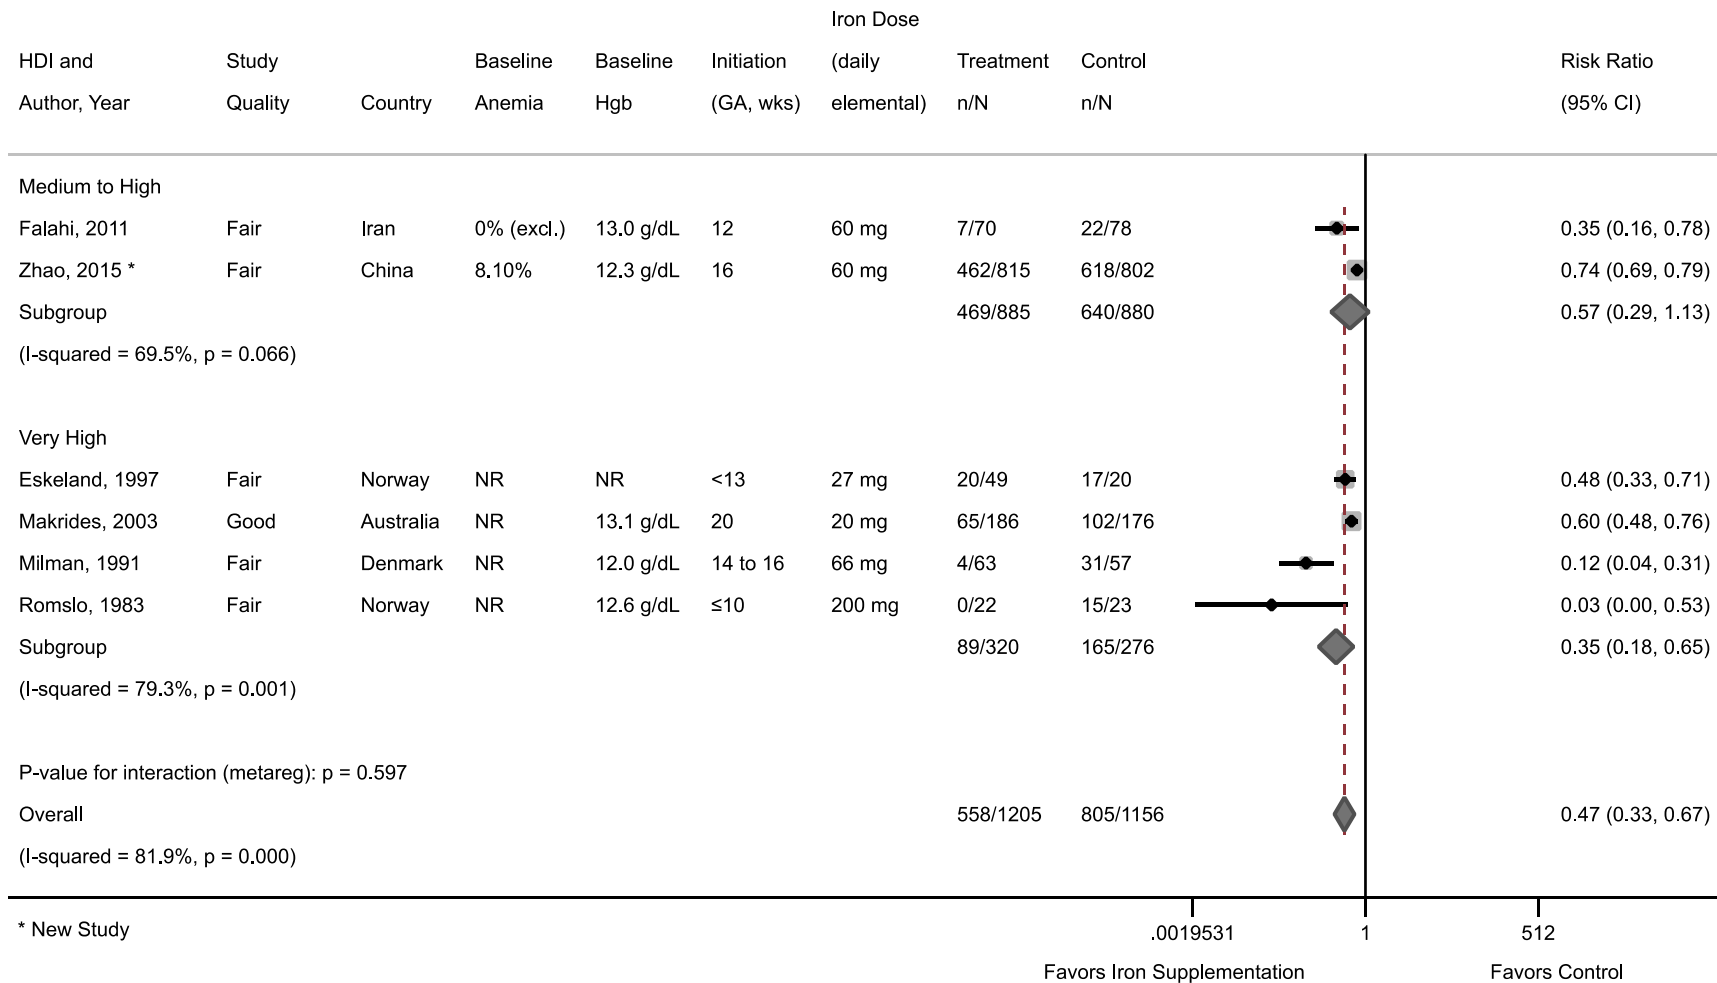 Iron Dose
HDI and Study Baseline Baseline Initiation (daily Treatment Control Risk Ratio
Author, Year Quality Country Anemia Hgb (GA, wks) elemental) n/N n/N (95% CI)
Medium to High
Falahi, 2011 Fair Iran 0% (excl.) 13.0 g/dL 12 60 mg 7/70 22/78 0.35 (0.16, 0.78)
Zhao, 2015 * Fair China 8.10% 12.3 g/dL 16 60 mg 462/815 618/802 0.74 (0.69, 0.79)
Subgroup 469/885 640/880 0.57 (0.29, 1.13)
(I-squared = 69.5%, p = 0.066)
Very High
Eskeland, 1997 Fair Norway NR NR <13 27 mg 20/49 17/20 0.48 (0.33, 0.71)
Makrides, 2003 Good Australia NR 13.1 g/dL 20 20 mg 65/186 102/176 0.60 (0.48, 0.76)
Milman, 1991 Fair Denmark NR 12.0 g/dL 14 to 16 66 mg 4/63 31/57 0.12 (0.04, 0.31)
Romslo, 1983 Fair Norway NR 12.6 g/dL ≤10 200 mg 0/22 15/23 0.03 (0.00, 0.53)
Subgroup 89/320 165/276 0.35 (0.18, 0.65)
(I-squared = 79.3%, p = 0.001)
P-value for interaction (metareg): p = 0.597
Overall 558/1205 805/1156 0.47 (0.33, 0.67)
(I-squared = 81.9%, p = 0.000)
* New Study .0019531 1 512
Favors Iron Supplementation Favors Control